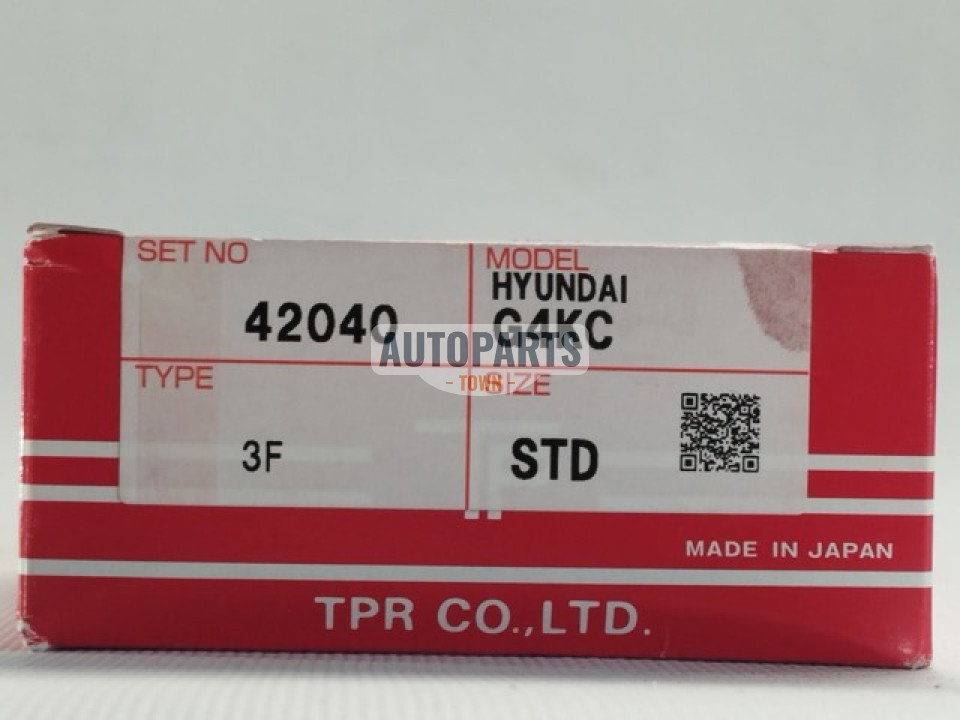 SET NO
MODEL
HYUNDAI
42040
G4KC
AUTOPARTS
- TOWN -
TYPE
SIZE
3F
STD
MADE IN JAPAN
TPR CO.,LTD.